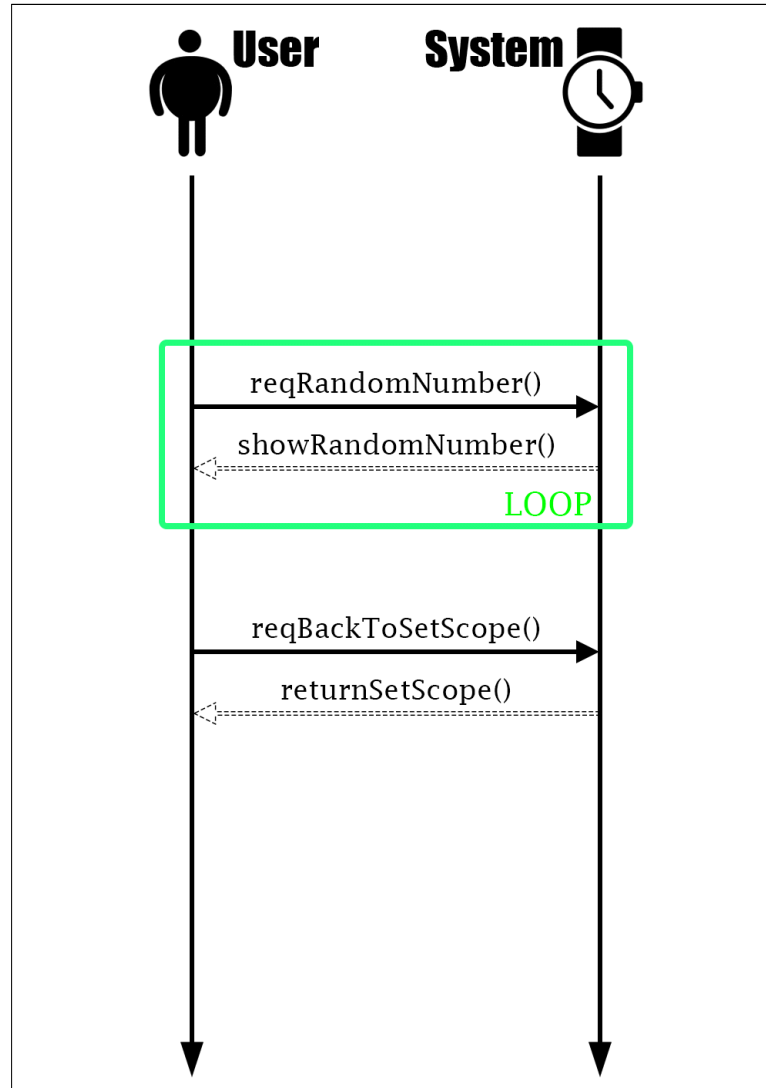 User
System
reqRandomNumber()
showRandomNumber()
LOOP
reqBackToSetScope()
returnSetScope()